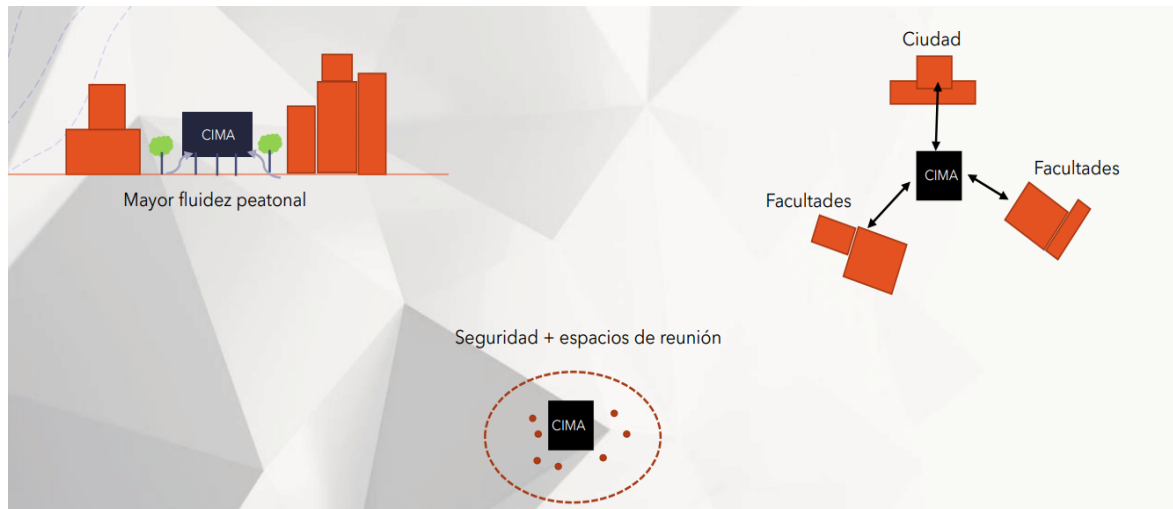 CIMA
Mayor fluidez peatonal
Ciudad
CIMA
Facultades
Facultades
Seguridad + espacios de reunión
CIMA